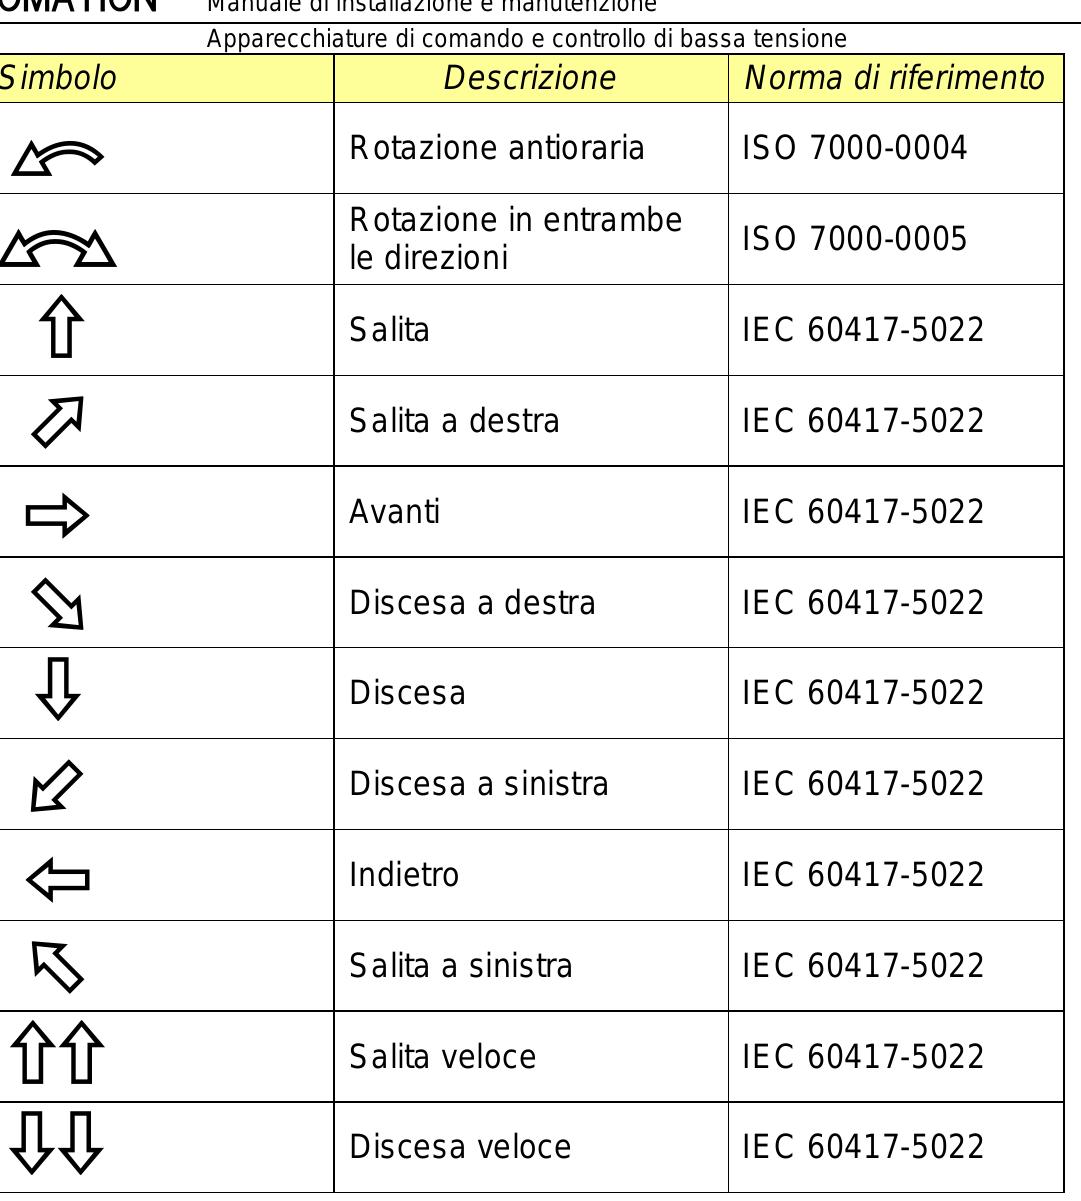 Manuale di installazione e manutenzione
Apparecchiature di comando e controllo di bassa tensione
Simbolo Descrizione Norma di riferimento
Rotazione antioraria ISO 7000-0004
Rotazione in entrambe
le direzioni ISO 7000-0005
Salita IEC 60417-5022
Salita a destra IEC 60417-5022
Avanti IEC 60417-5022
Discesa a destra IEC 60417-5022
Discesa IEC 60417-5022
Discesa a sinistra IEC 60417-5022
Indietro IEC 60417-5022
Salita a sinistra IEC 60417-5022
Salita veloce IEC 60417-5022
Discesa veloce IEC 60417-5022